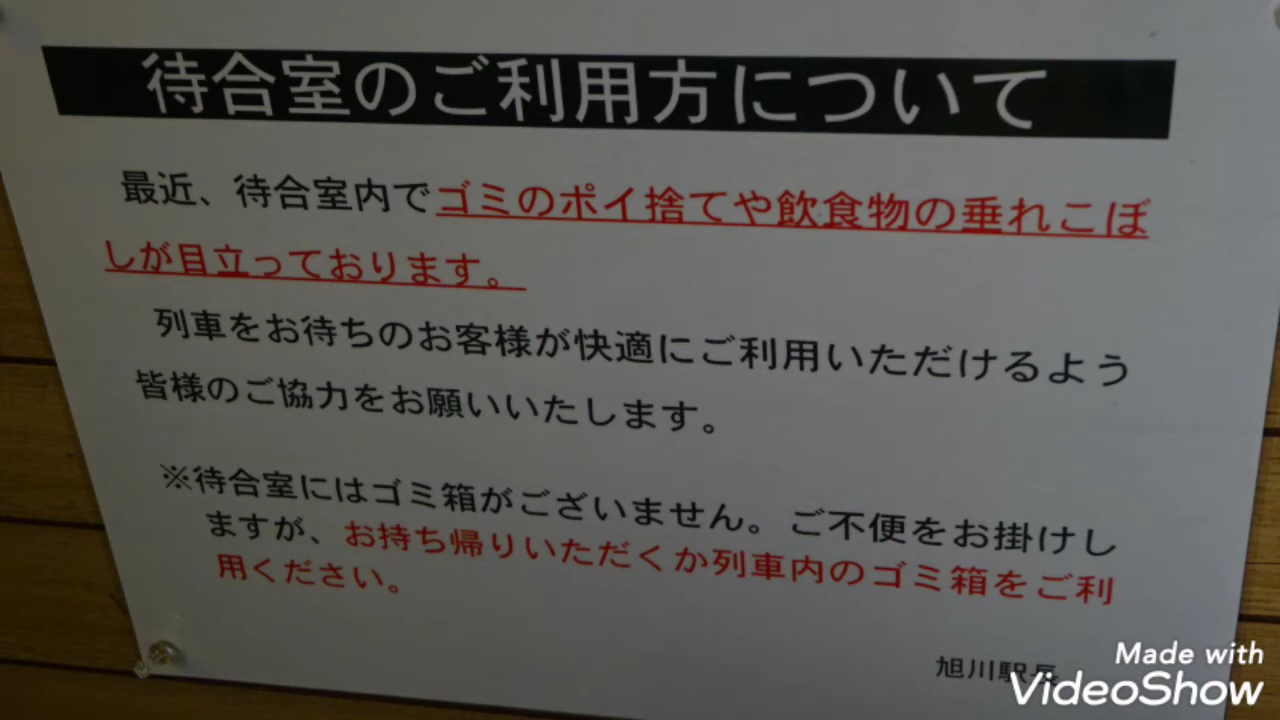 待合室のご利用方について
最近、待合室内でゴミのポイ捨てや飲食物の垂れこぼ
しが目立っております。
列車をお待ちのお客様が快適にご利用いただけるよう
皆様のご協力をお願いいたします。
※待合室にはゴミ箱がございません。ご不便をお掛けし
ますが、お持ち帰りいただくか列車内のゴミ箱をご利
用ください。
旭川駅長
Made with
VideoShow